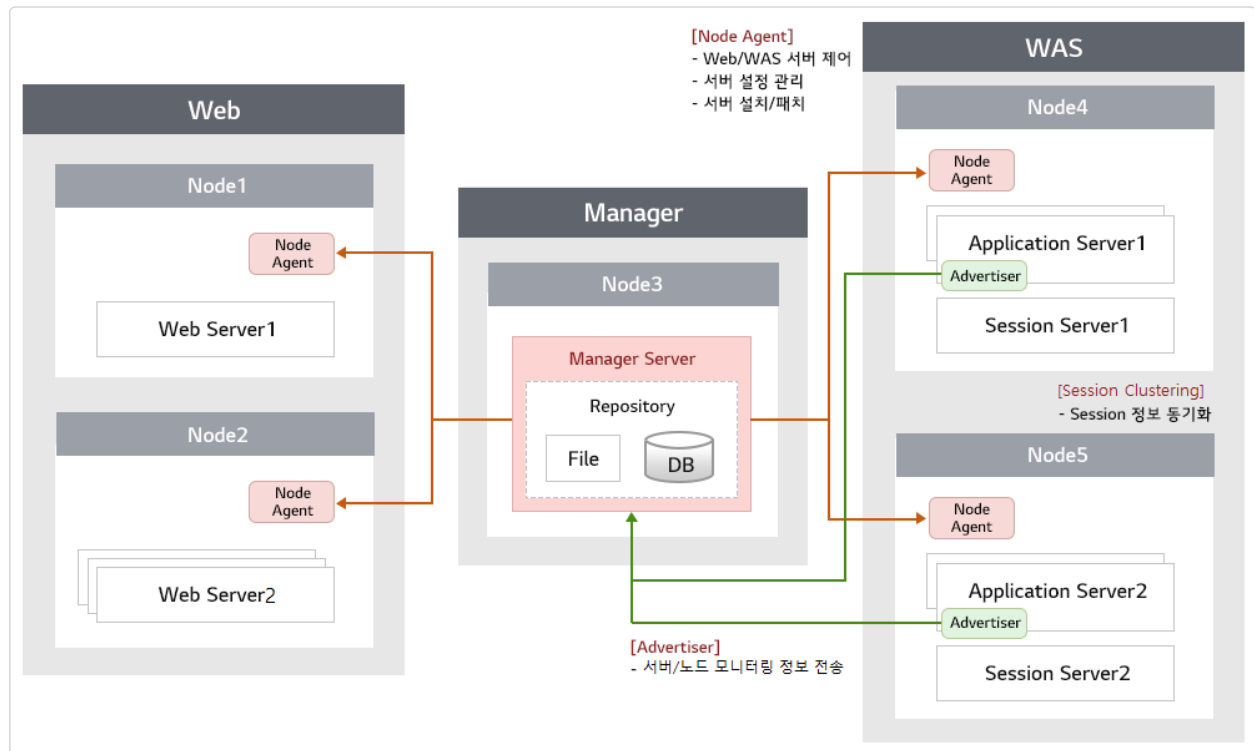 Web
Node1
Node
Agent
Web Server1
Node2
Node
Agent
Web Server2
Manager
Node3
Manager Server
Repository
File
DB
[Advertiser]
- 서버/노드 모니터링 정보 전송
[Node Agent]
- Web/WAS 서버 제어
- 서버 설정 관리
- 서버 설치/패치
WAS
Node4
Node
Agent
Application Server1
Advertiser
Session Server1
[Session Clustering]
- Session 정보 동기화
Node5
Node
Agent
Application Server2
Advertiser
Session Server2